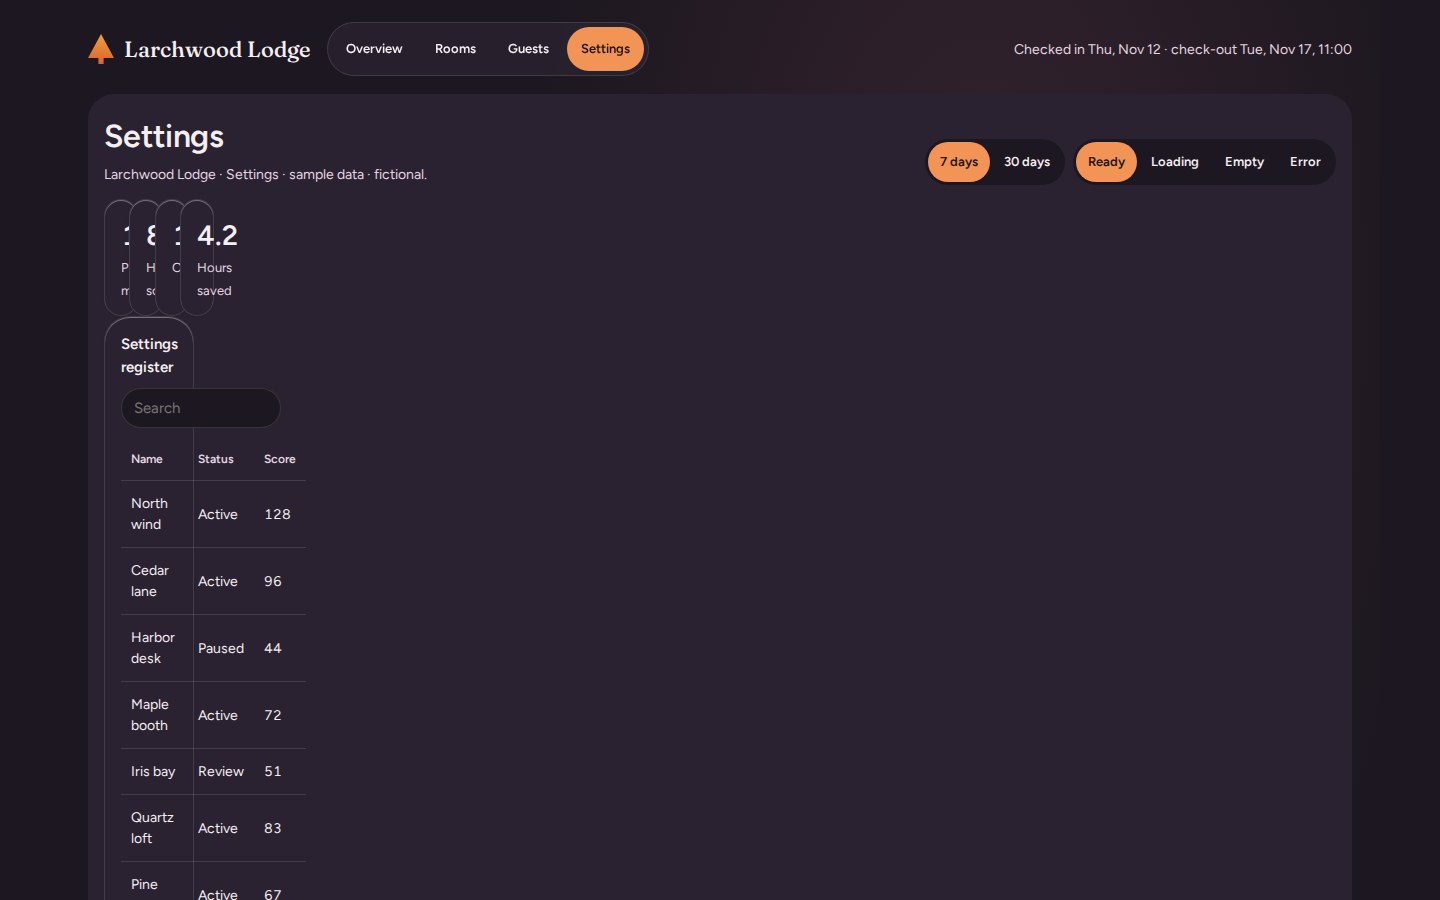 Larchwood Lodge
Overview Rooms Guests Settings
Checked in Thu, Nov 12 · check-out Tue, Nov 17, 11:00
Settings
Larchwood Lodge · Settings · sample data · fictional.
7 days 30 days
Ready Loading Empty Error
4.2
Hours
saved
Settings
register
Search
Name Status Score
North
wind
Active 128
Cedar
lane
Active 96
Harbor
desk
Paused 44
Maple
booth
Active 72
Iris bay Review 51
Quartz
loft
Active 83
Pine
Active 67